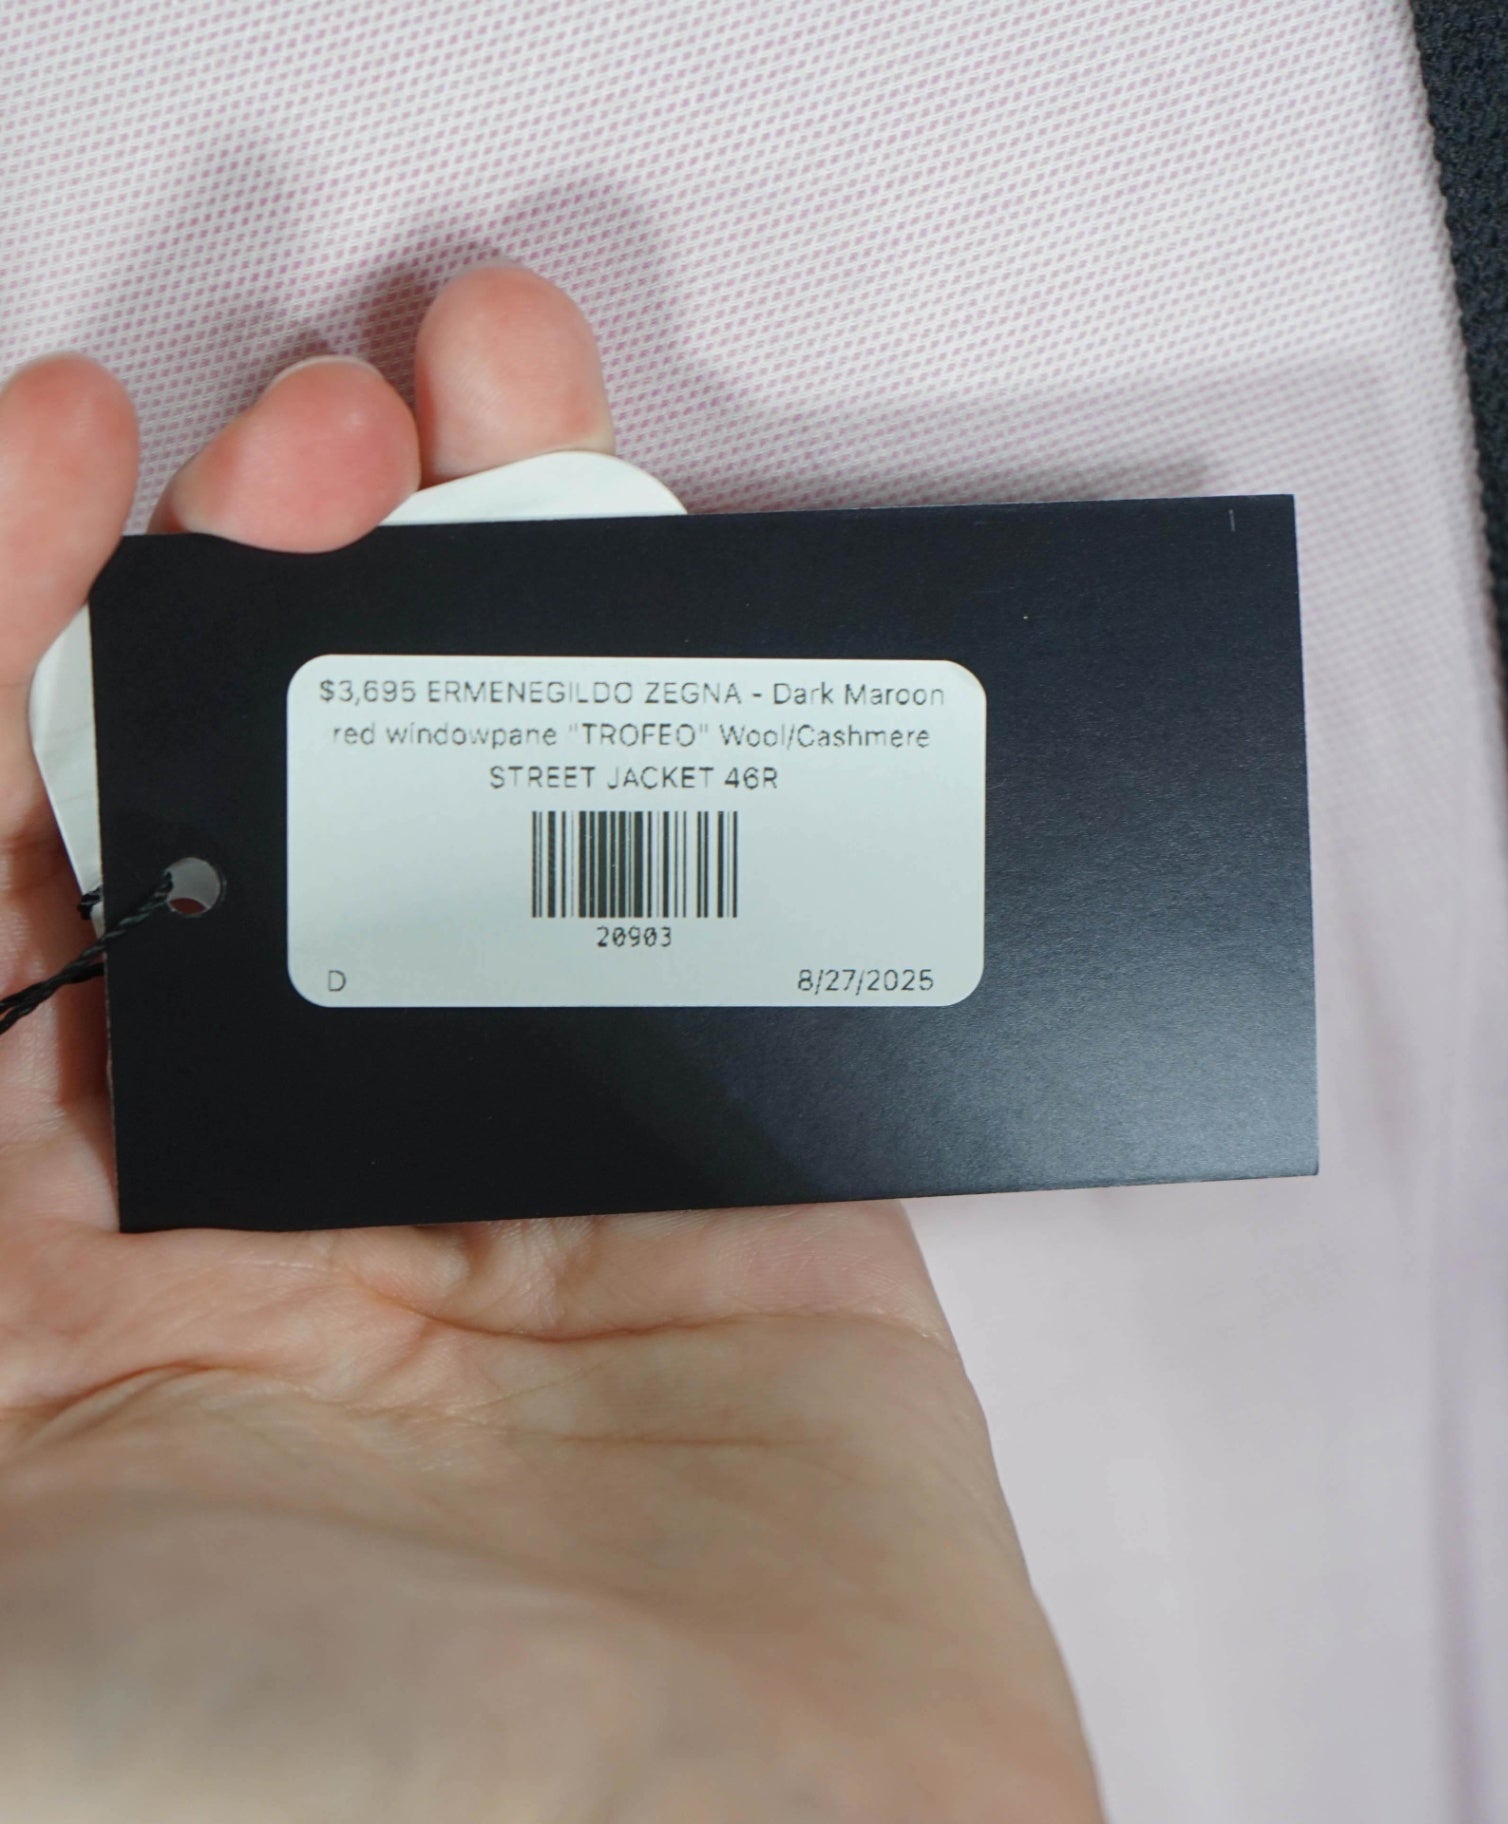 $3,695 ERMENEGILDO ZEGNA - Dark Maroon
red windowpane "TROFEO" Wool/Cashmere
STREET JACKET 46R
20903
D 8/27/2025